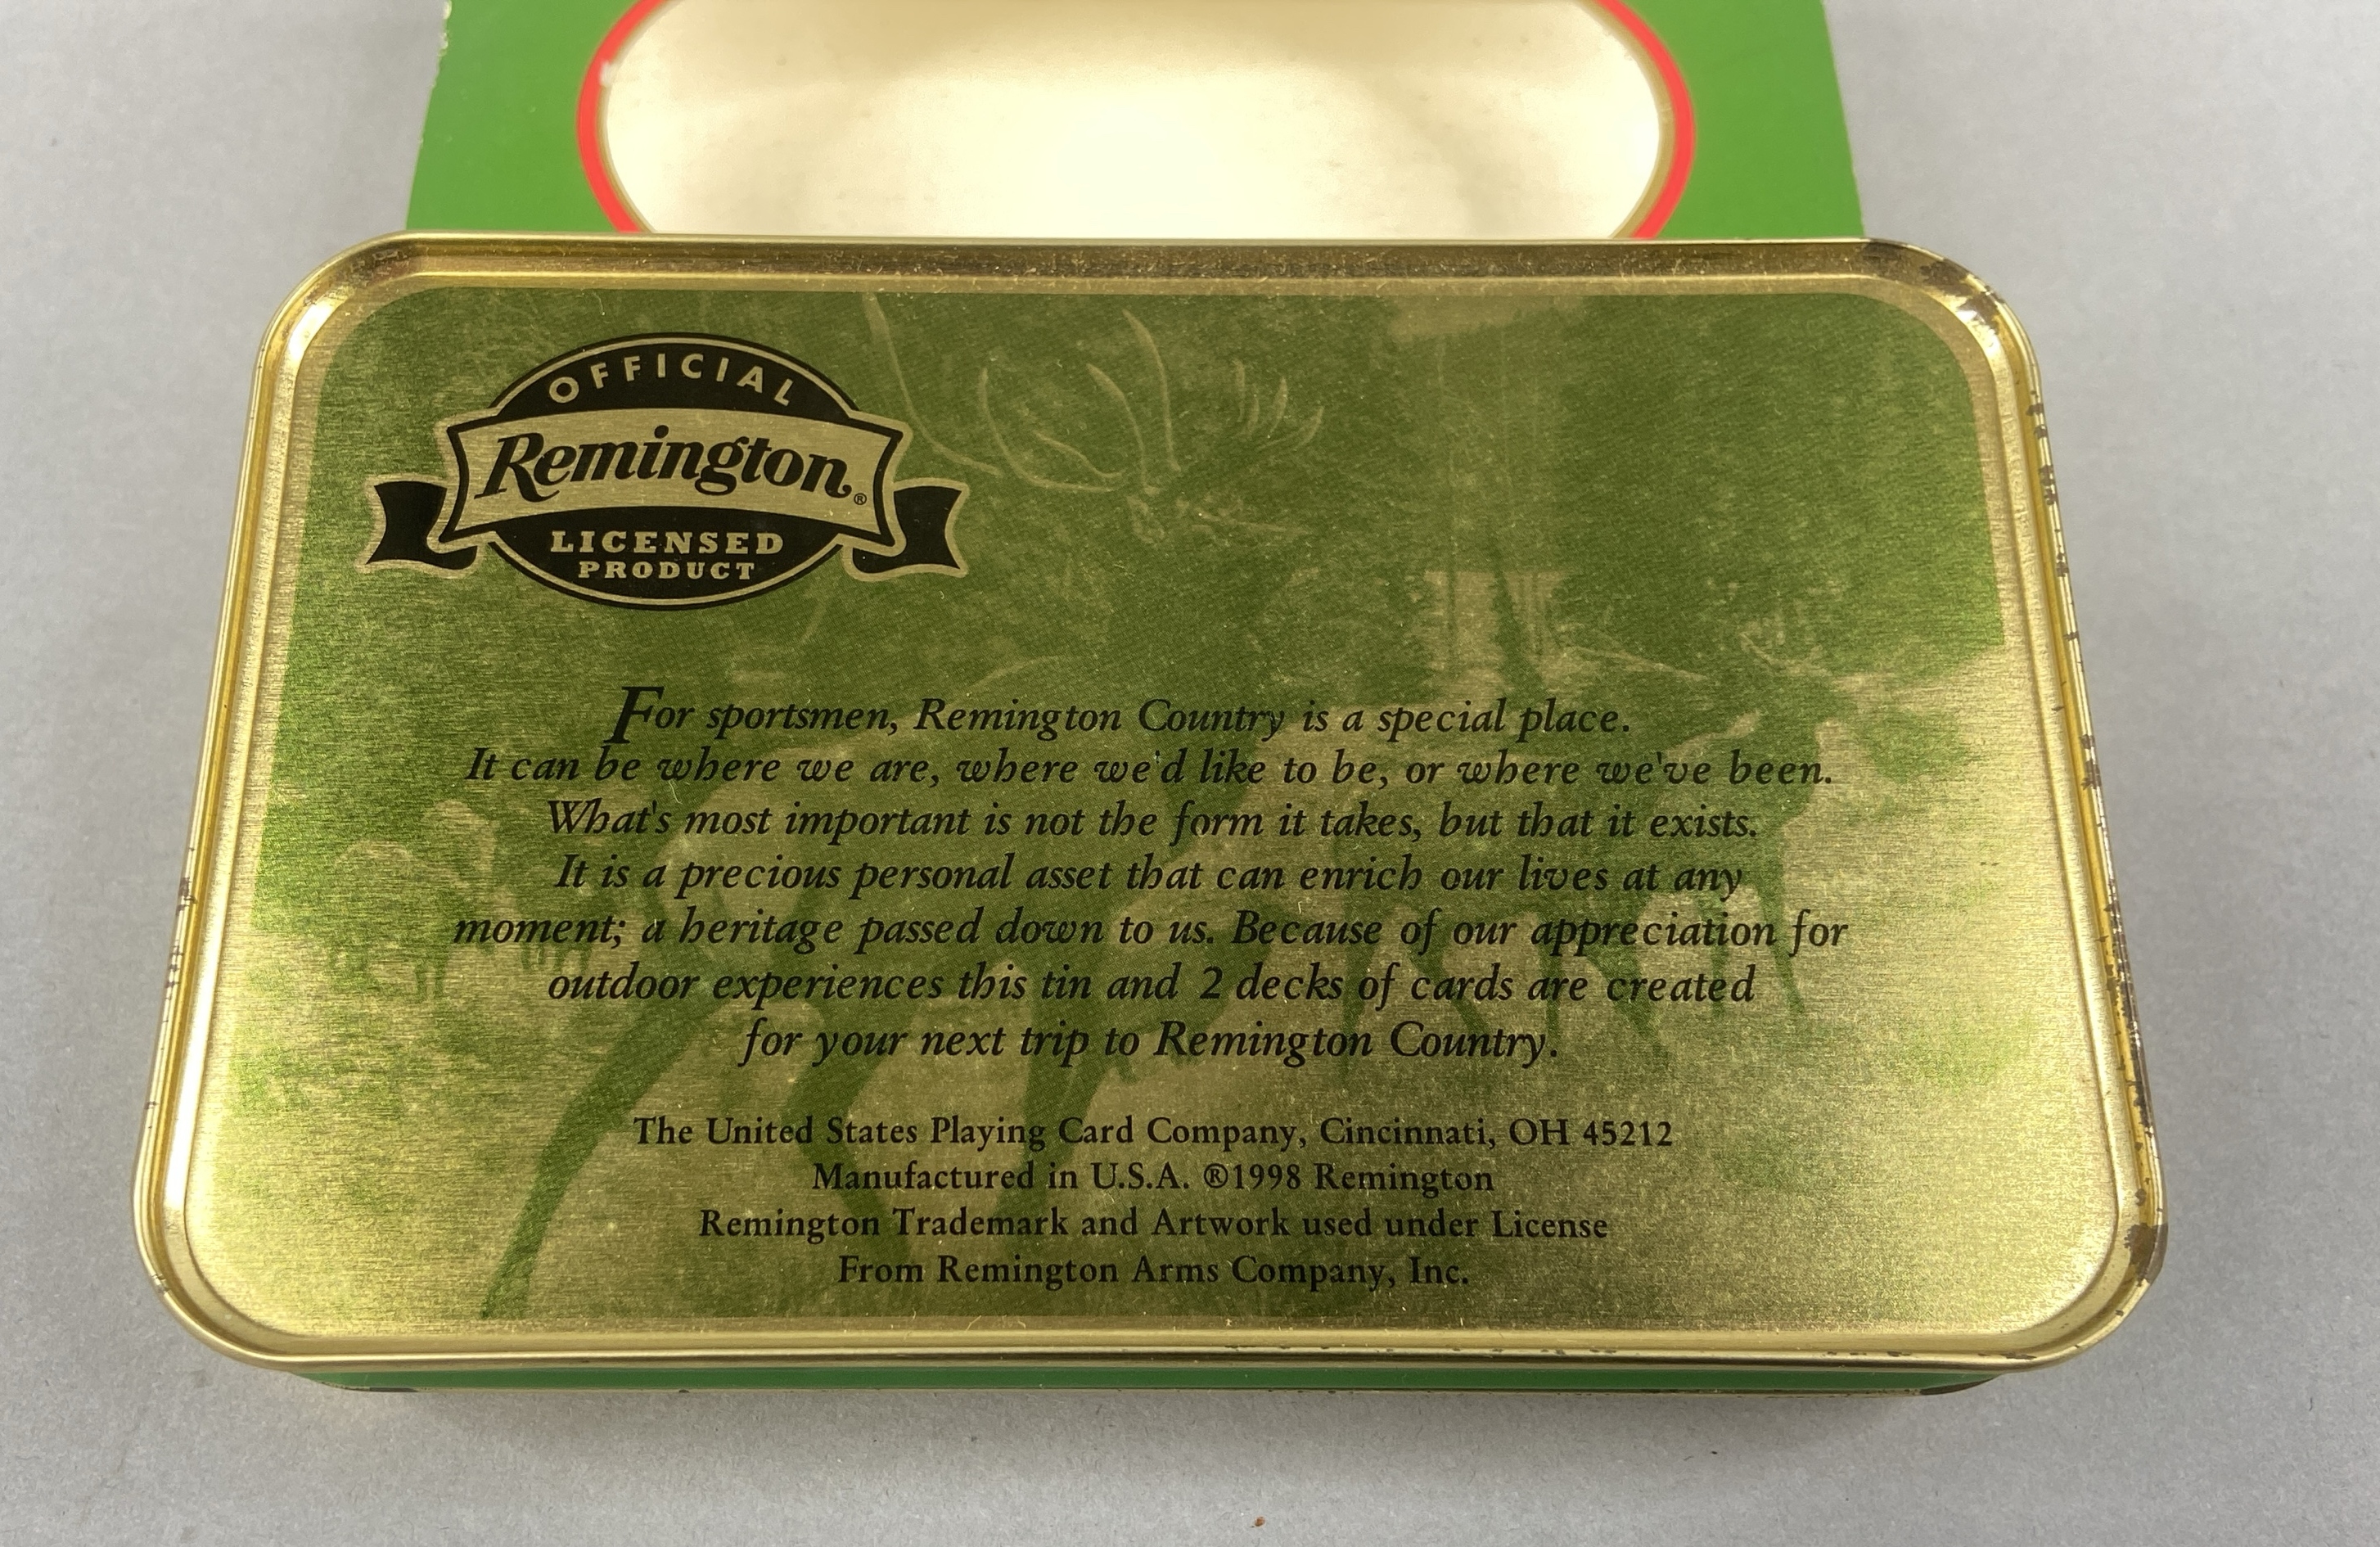 OFFICIAL
Remington®
LICENSED
PRODUCT
For sportsmen, Remington Country is a special place.
It can be where we are, where we'd like to be, or where we've been.
What's most important is not the form it takes, but that it exists.
It is a precious personal asset that can enrich our lives at any
moment; a heritage passed down to us. Because of our appreciation for
outdoor experiences this tin and 2 decks of cards are created
for your next trip to Remington Country.
The United States Playing Card Company, Cincinnati, OH 45212
Manufactured in U.S.A. ®1998 Remington
Remington Trademark and Artwork used under License
From Remington Arms Company, Inc.